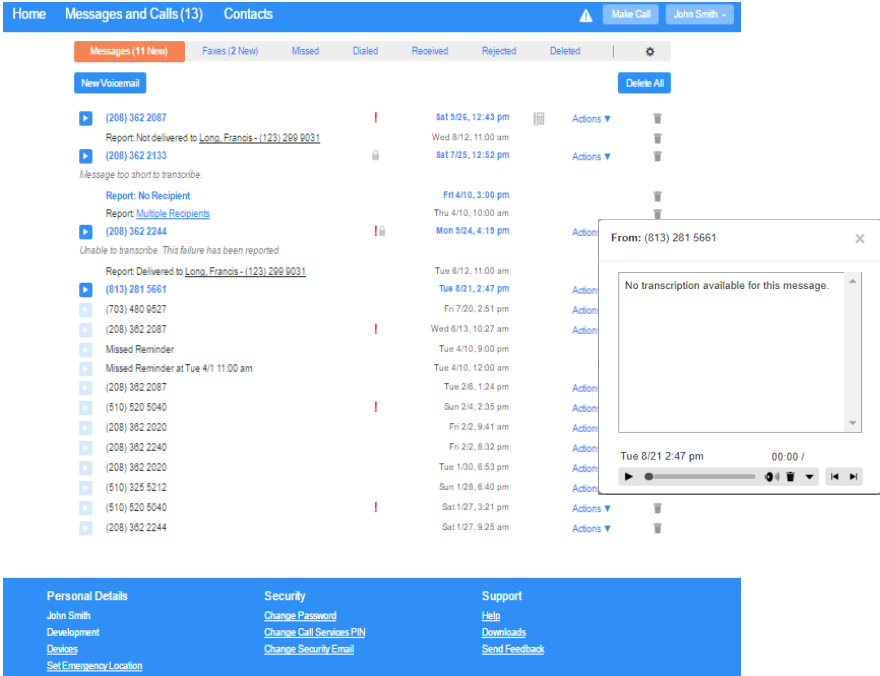 Home Messages and Calls (13) Contacts Make Call John Smith
Messages (11 New) Faxes (2 New) Missed Dialed Received Rejected Deleted |
New Voicemail Delete All
(208) 362 2087 ! Sat 9/26, 12:43 pm Actions ▼
Report: Not delivered to Long, Francis - (123) 299 9031 Wed 8/12, 11:00 am
(208) 362 2133 Sat 7/25, 12:52 pm Actions ▼
Message too short to transcribe.
Report: No Recipient Fri 4/10, 3:00 pm
Report: Multiple Recipients Thu 4/10, 10:00 am
(208) 362 2244 ! Mon 9/24, 4:19 pm Actions
Unable to transcribe. This failure has been reported.
Report: Delivered to Long, Francis - (123) 299 9031 Tue 6/12, 11:00 am
(813) 281 5661 Tue 8/21, 2:47 pm Actions
(703) 480 9527 Fri 7/20, 2:51 pm Actions
(208) 362 2087 ! Wed 6/13, 10:27 am Actions
Missed Reminder Tue 4/10, 9:00 pm
Missed Reminder at Tue 4/1 11:00 am Tue 4/10, 12:00 am
(208) 362 2087 Tue 2/6, 1:24 pm Actions
(510) 520 5040 ! Sun 2/4, 2:35 pm Actions
(208) 362 2020 Fri 2/2, 9:41 am Actions
(208) 362 2240 Fri 2/2, 8:32 pm Actions
(208) 362 2020 Tue 1/30, 6:53 pm Actions
(510) 325 5212 Sun 1/28, 6:40 pm Actions
(510) 520 5040 ! Sat 1/27, 3:21 pm Actions ▼
(208) 362 2244 Sat 1/27, 9:25 am Actions ▼
From: (813) 281 5661 ×
No transcription available for this message.
Tue 8/21 2:47 pm 00:00 /
Personal Details Security Support
John Smith Change Password Help
Development Change Call Services PIN Downloads
Devices Change Security Email Send Feedback
Set Emergency Location